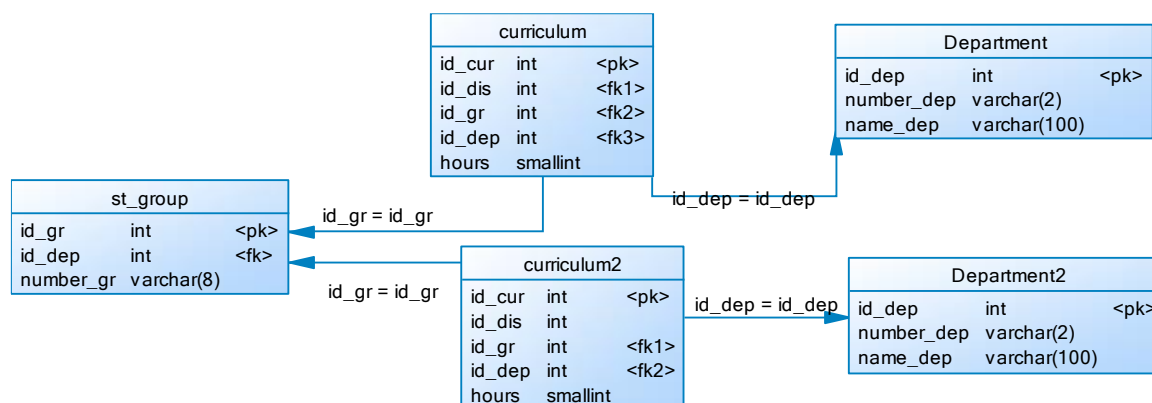 curriculum
id_cur int <pk>
id_dis int <fk1>
id_gr int <fk2>
id_dep int <fk3>
hours smallint
Department
id_dep int <pk>
number_dep varchar(2)
name_dep varchar(100)
id_dep = id_dep
st_group
id_gr int <pk>
id_dep int <fk>
number_gr varchar(8)
id_gr = id_gr
id_gr = id_gr
curriculum2
id_cur int <pk>
id_dis int
id_gr int <fk1>
id_dep int <fk2>
hours smallint
id_dep = id_dep
Department2
id_dep int <pk>
number_dep varchar(2)
name_dep varchar(100)